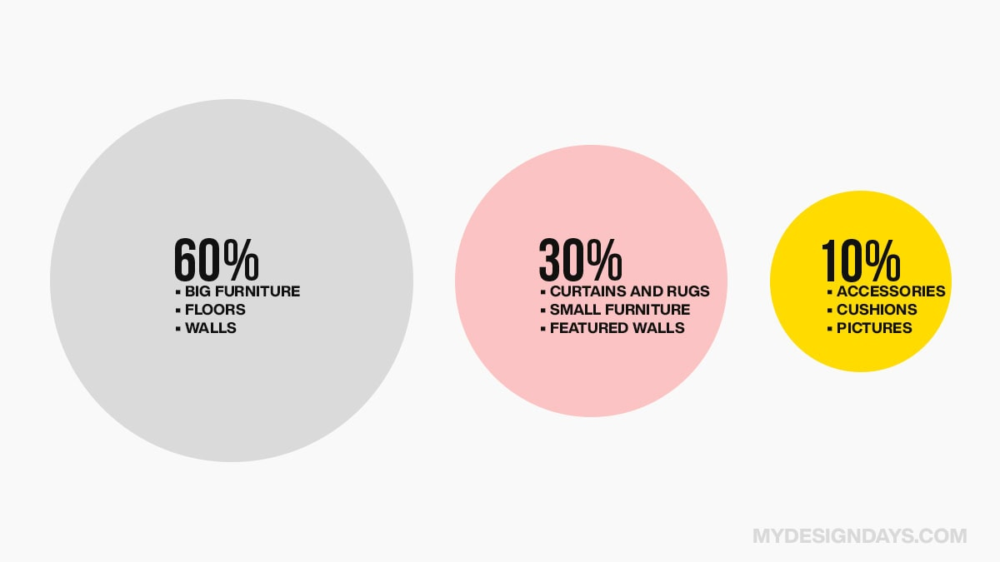 60%
▪ BIG FURNITURE
▪ FLOORS
▪ WALLS
30%
▪ CURTAINS AND RUGS
▪ SMALL FURNITURE
▪ FEATURED WALLS
10%
▪ ACCESSORIES
▪ CUSHIONS
▪ PICTURES
MYDESIGNDAYS.COM